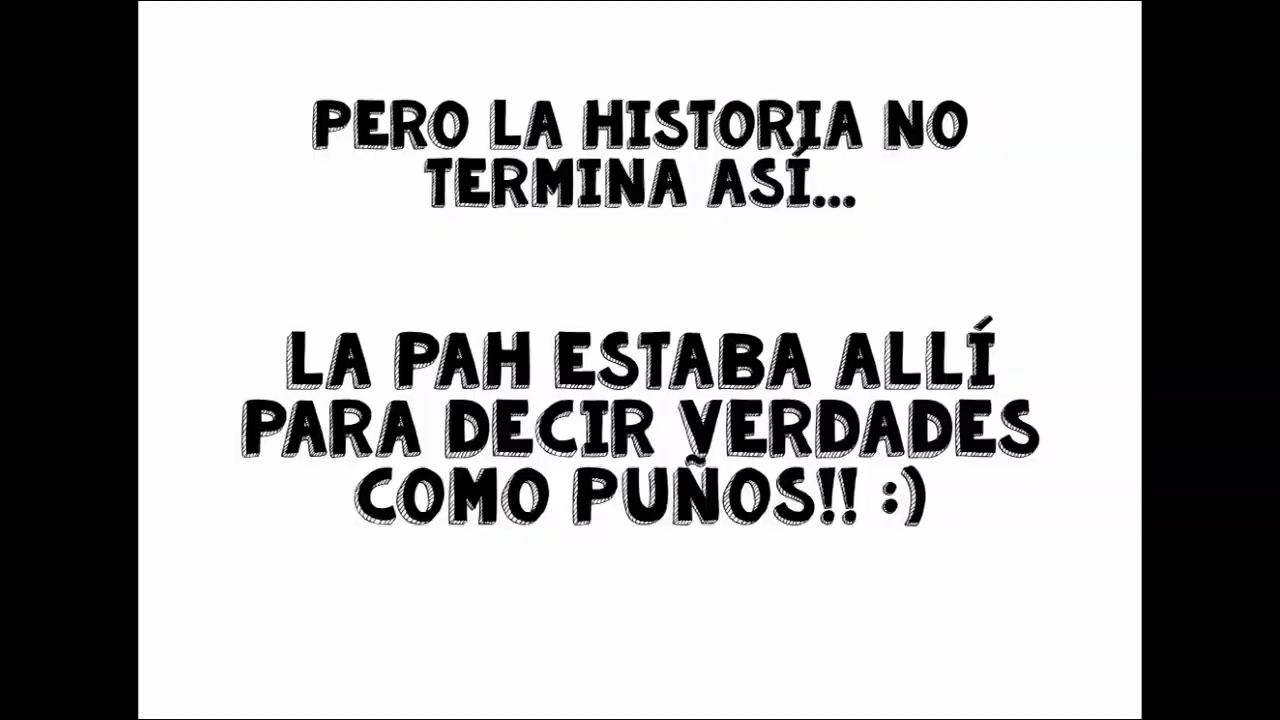 PERO LA HISTORIA NO
TERMINA ASÍ...
LA PAH ESTABA ALLÍ
PARA DECIR VERDADES
COMO PUÑOS!! :)